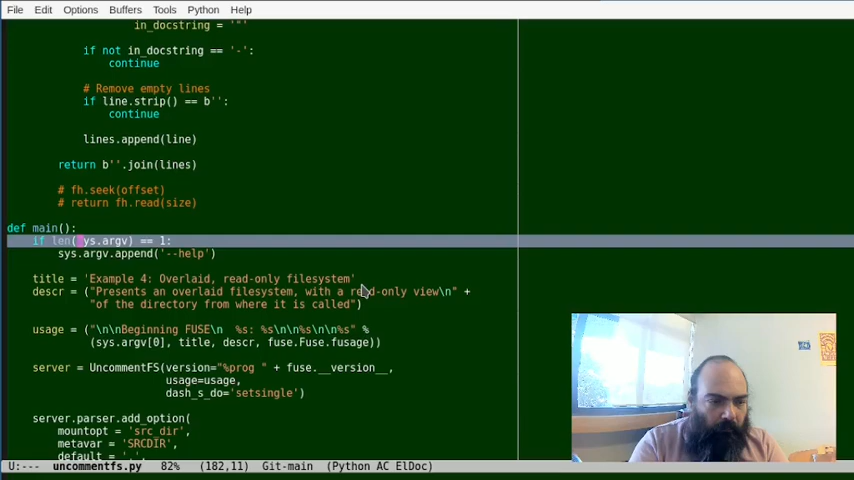 File Edit Options Buffers Tools Python Help
in_docstring = '"'
if not in_docstring == '-':
continue
# Remove empty lines
if line.strip() == b'':
continue
lines.append(line)
return b''.join(lines)
# fh.seek(offset)
# return fh.read(size)
def main():
if len(sys.argv) == 1:
sys.argv.append('--help')
title = 'Example 4: Overlaid, read-only filesystem'
descr = ("Presents an overlaid filesystem, with a read-only view\n" +
"of the directory from where it is called")
usage = ("\n\nBeginning FUSE\n %s: %s\n\n%s\n\n%s" %
(sys.argv[0], title, descr, fuse.Fuse.fusage))
server = UncommentFS(version="%prog " + fuse.__version__,
usage=usage,
dash_s_do='setsingle')
server.parser.add_option(
mountopt = 'src_dir',
metavar = 'SRCDIR',
default = '.',
U:--- uncommentfs.py 82% (182,11) Git-main (Python AC ElDoc)